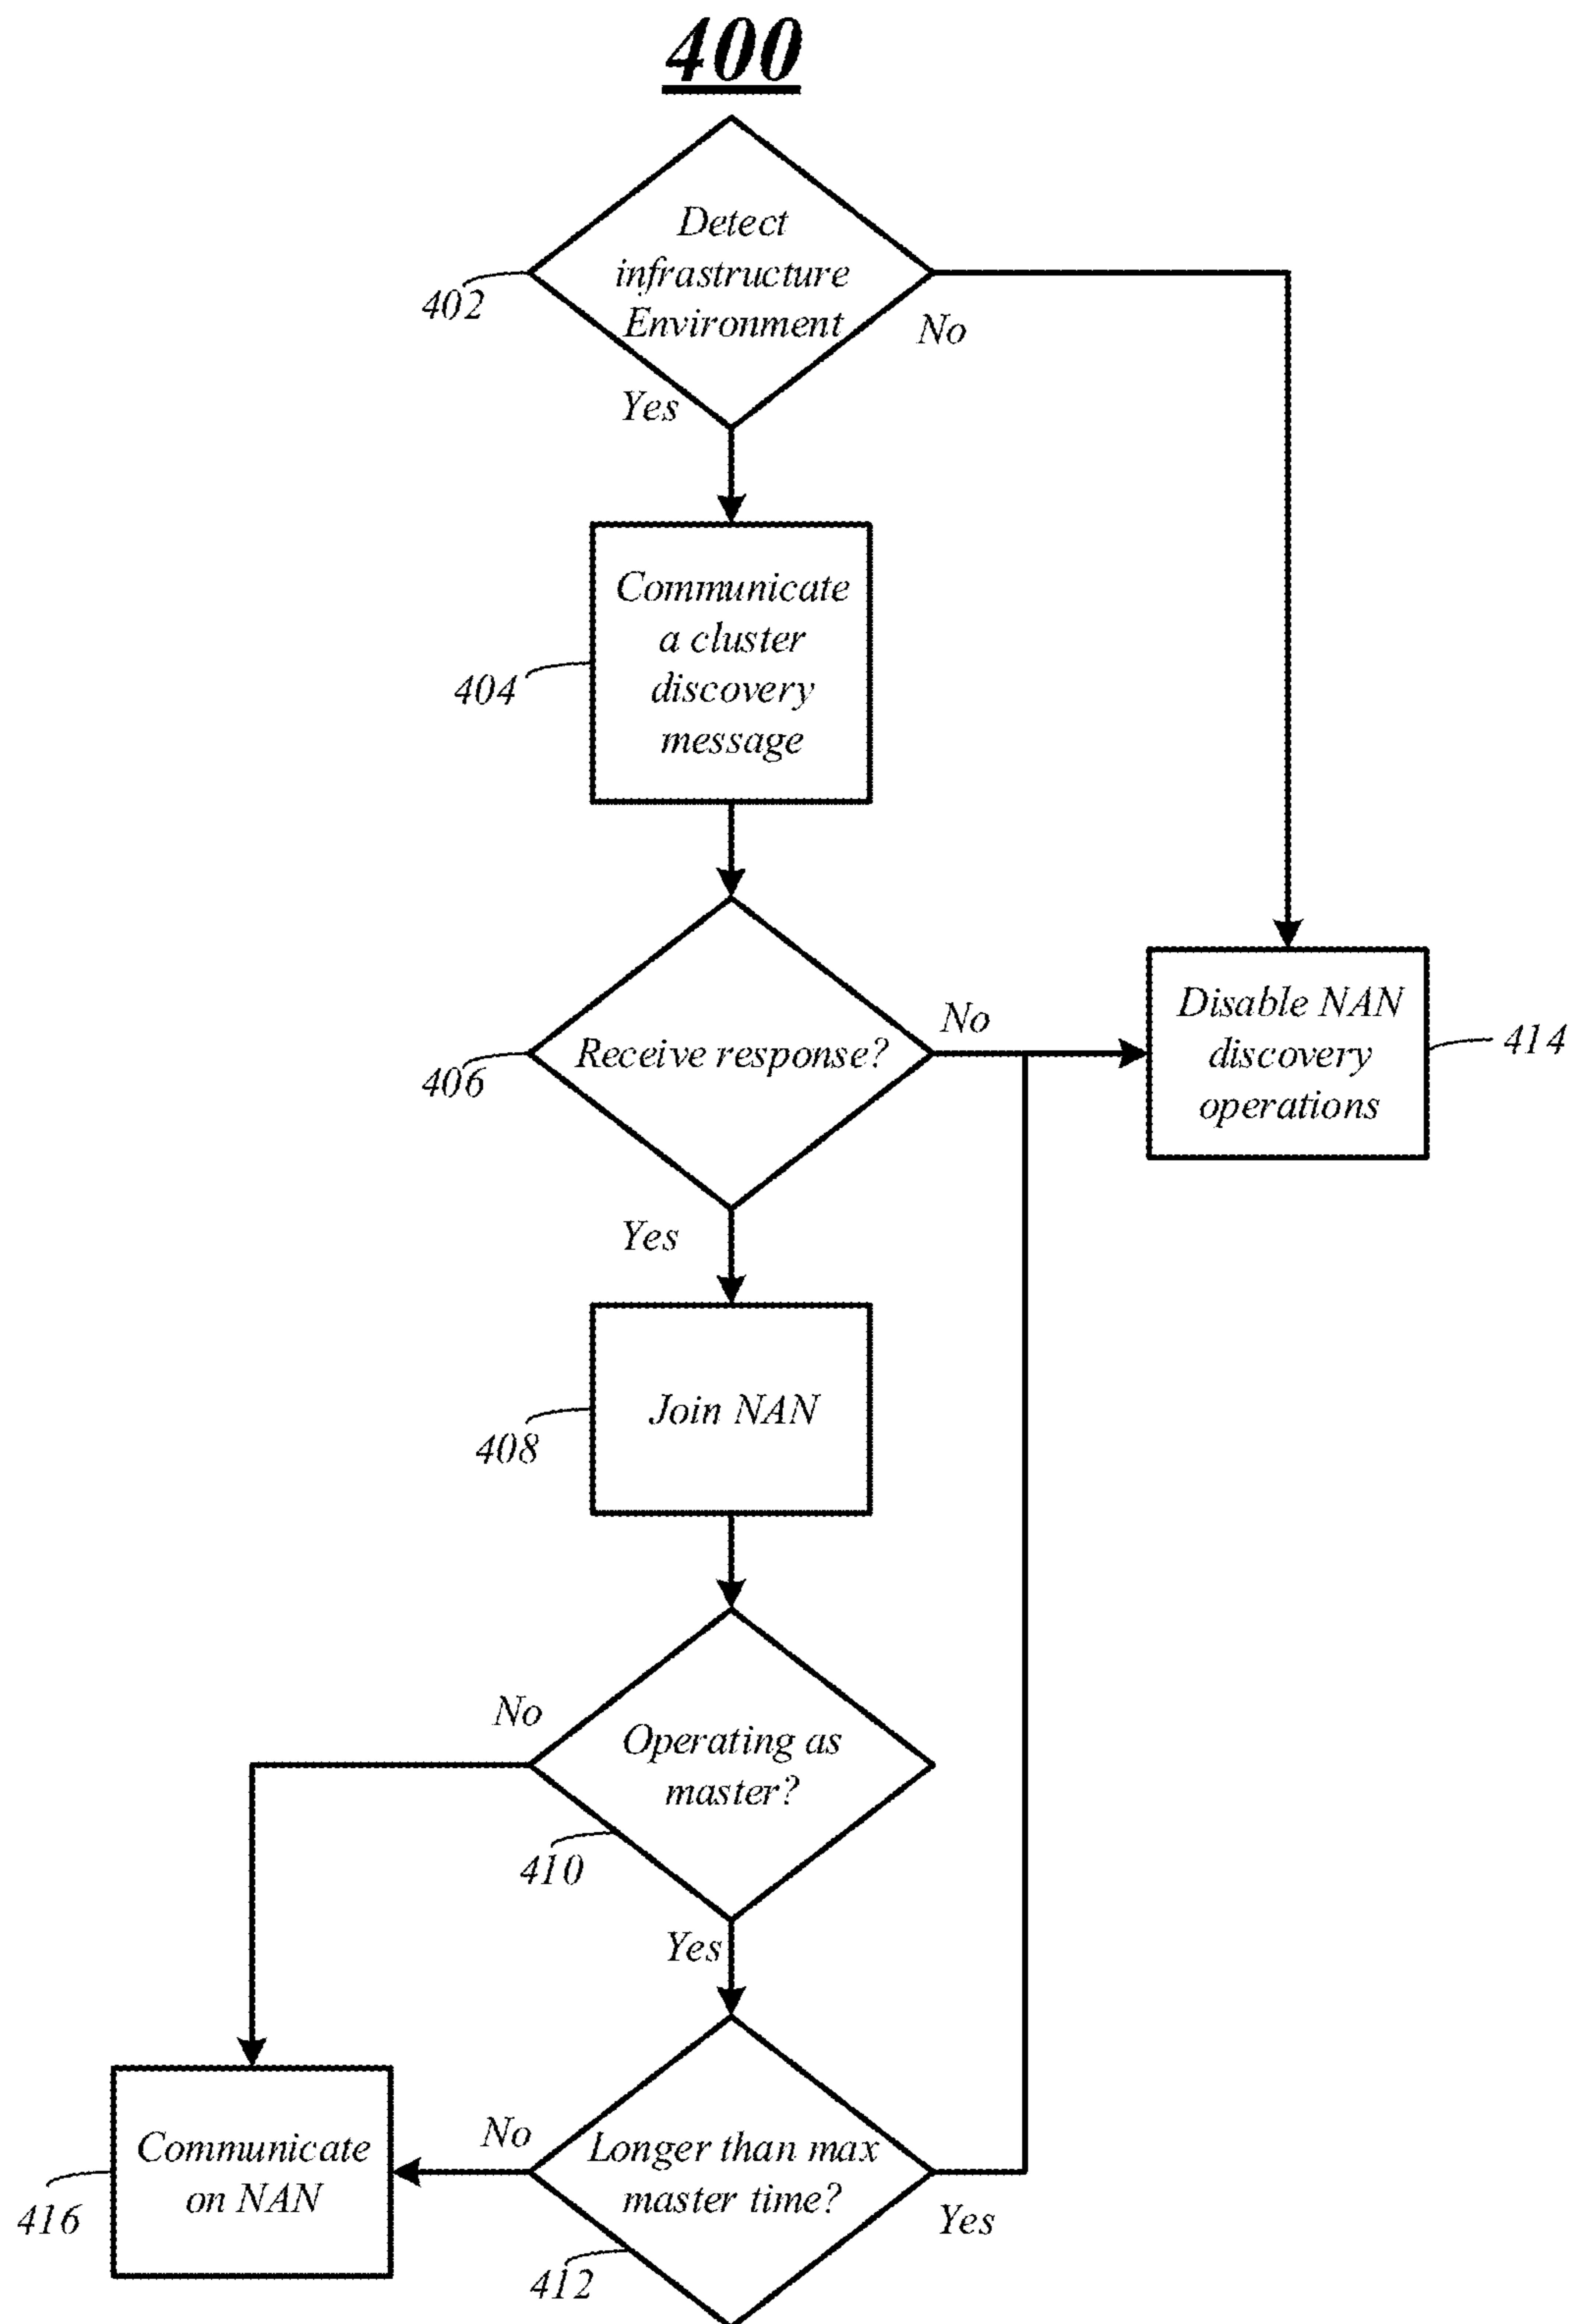 400
Detect
infrastructure
Environment
402
No
Yes
Communicate
a cluster
discovery
message
404
No
Receive response?
406
Disable NAN
discovery
operations
414
Yes
Join NAN
408
No
Operating as
master?
410
Yes
Communicate
on NAN
416
No
Longer than max
master time?
Yes
412